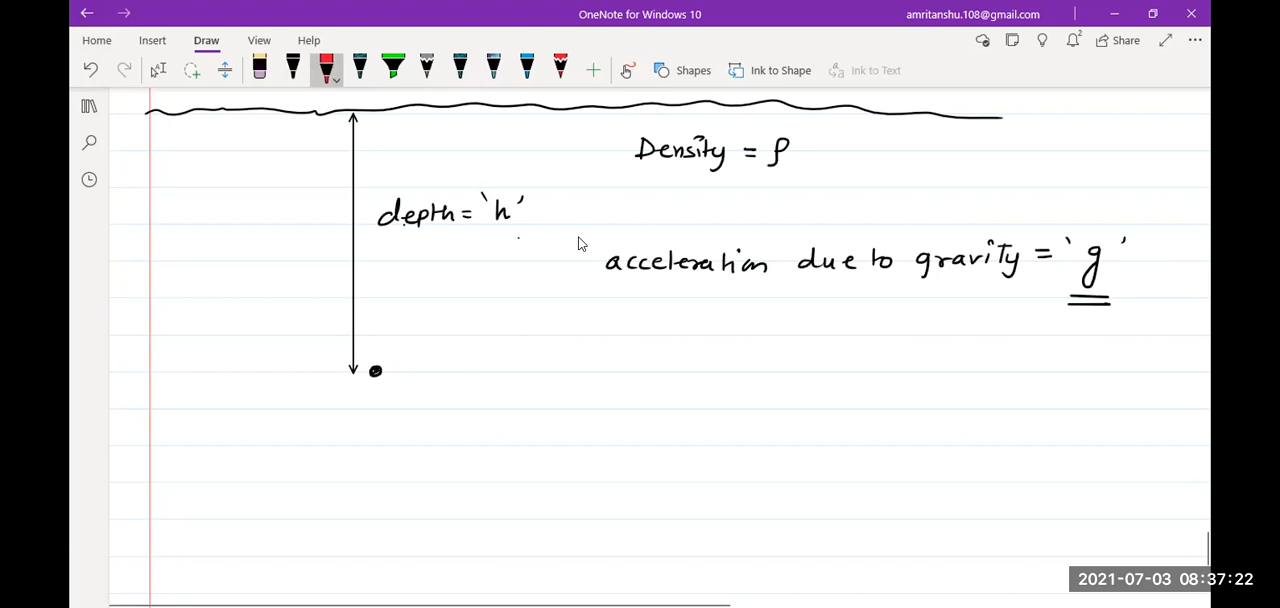 OneNote for Windows 10
amritanshu.108@gmail.com
Home Insert Draw View Help
2
Share
Shapes
Ink to Shape
Ink to Text
Density = ρ
depth = 'h'
acceleration due to gravity = 'g'
2021-07-03 08:37:22